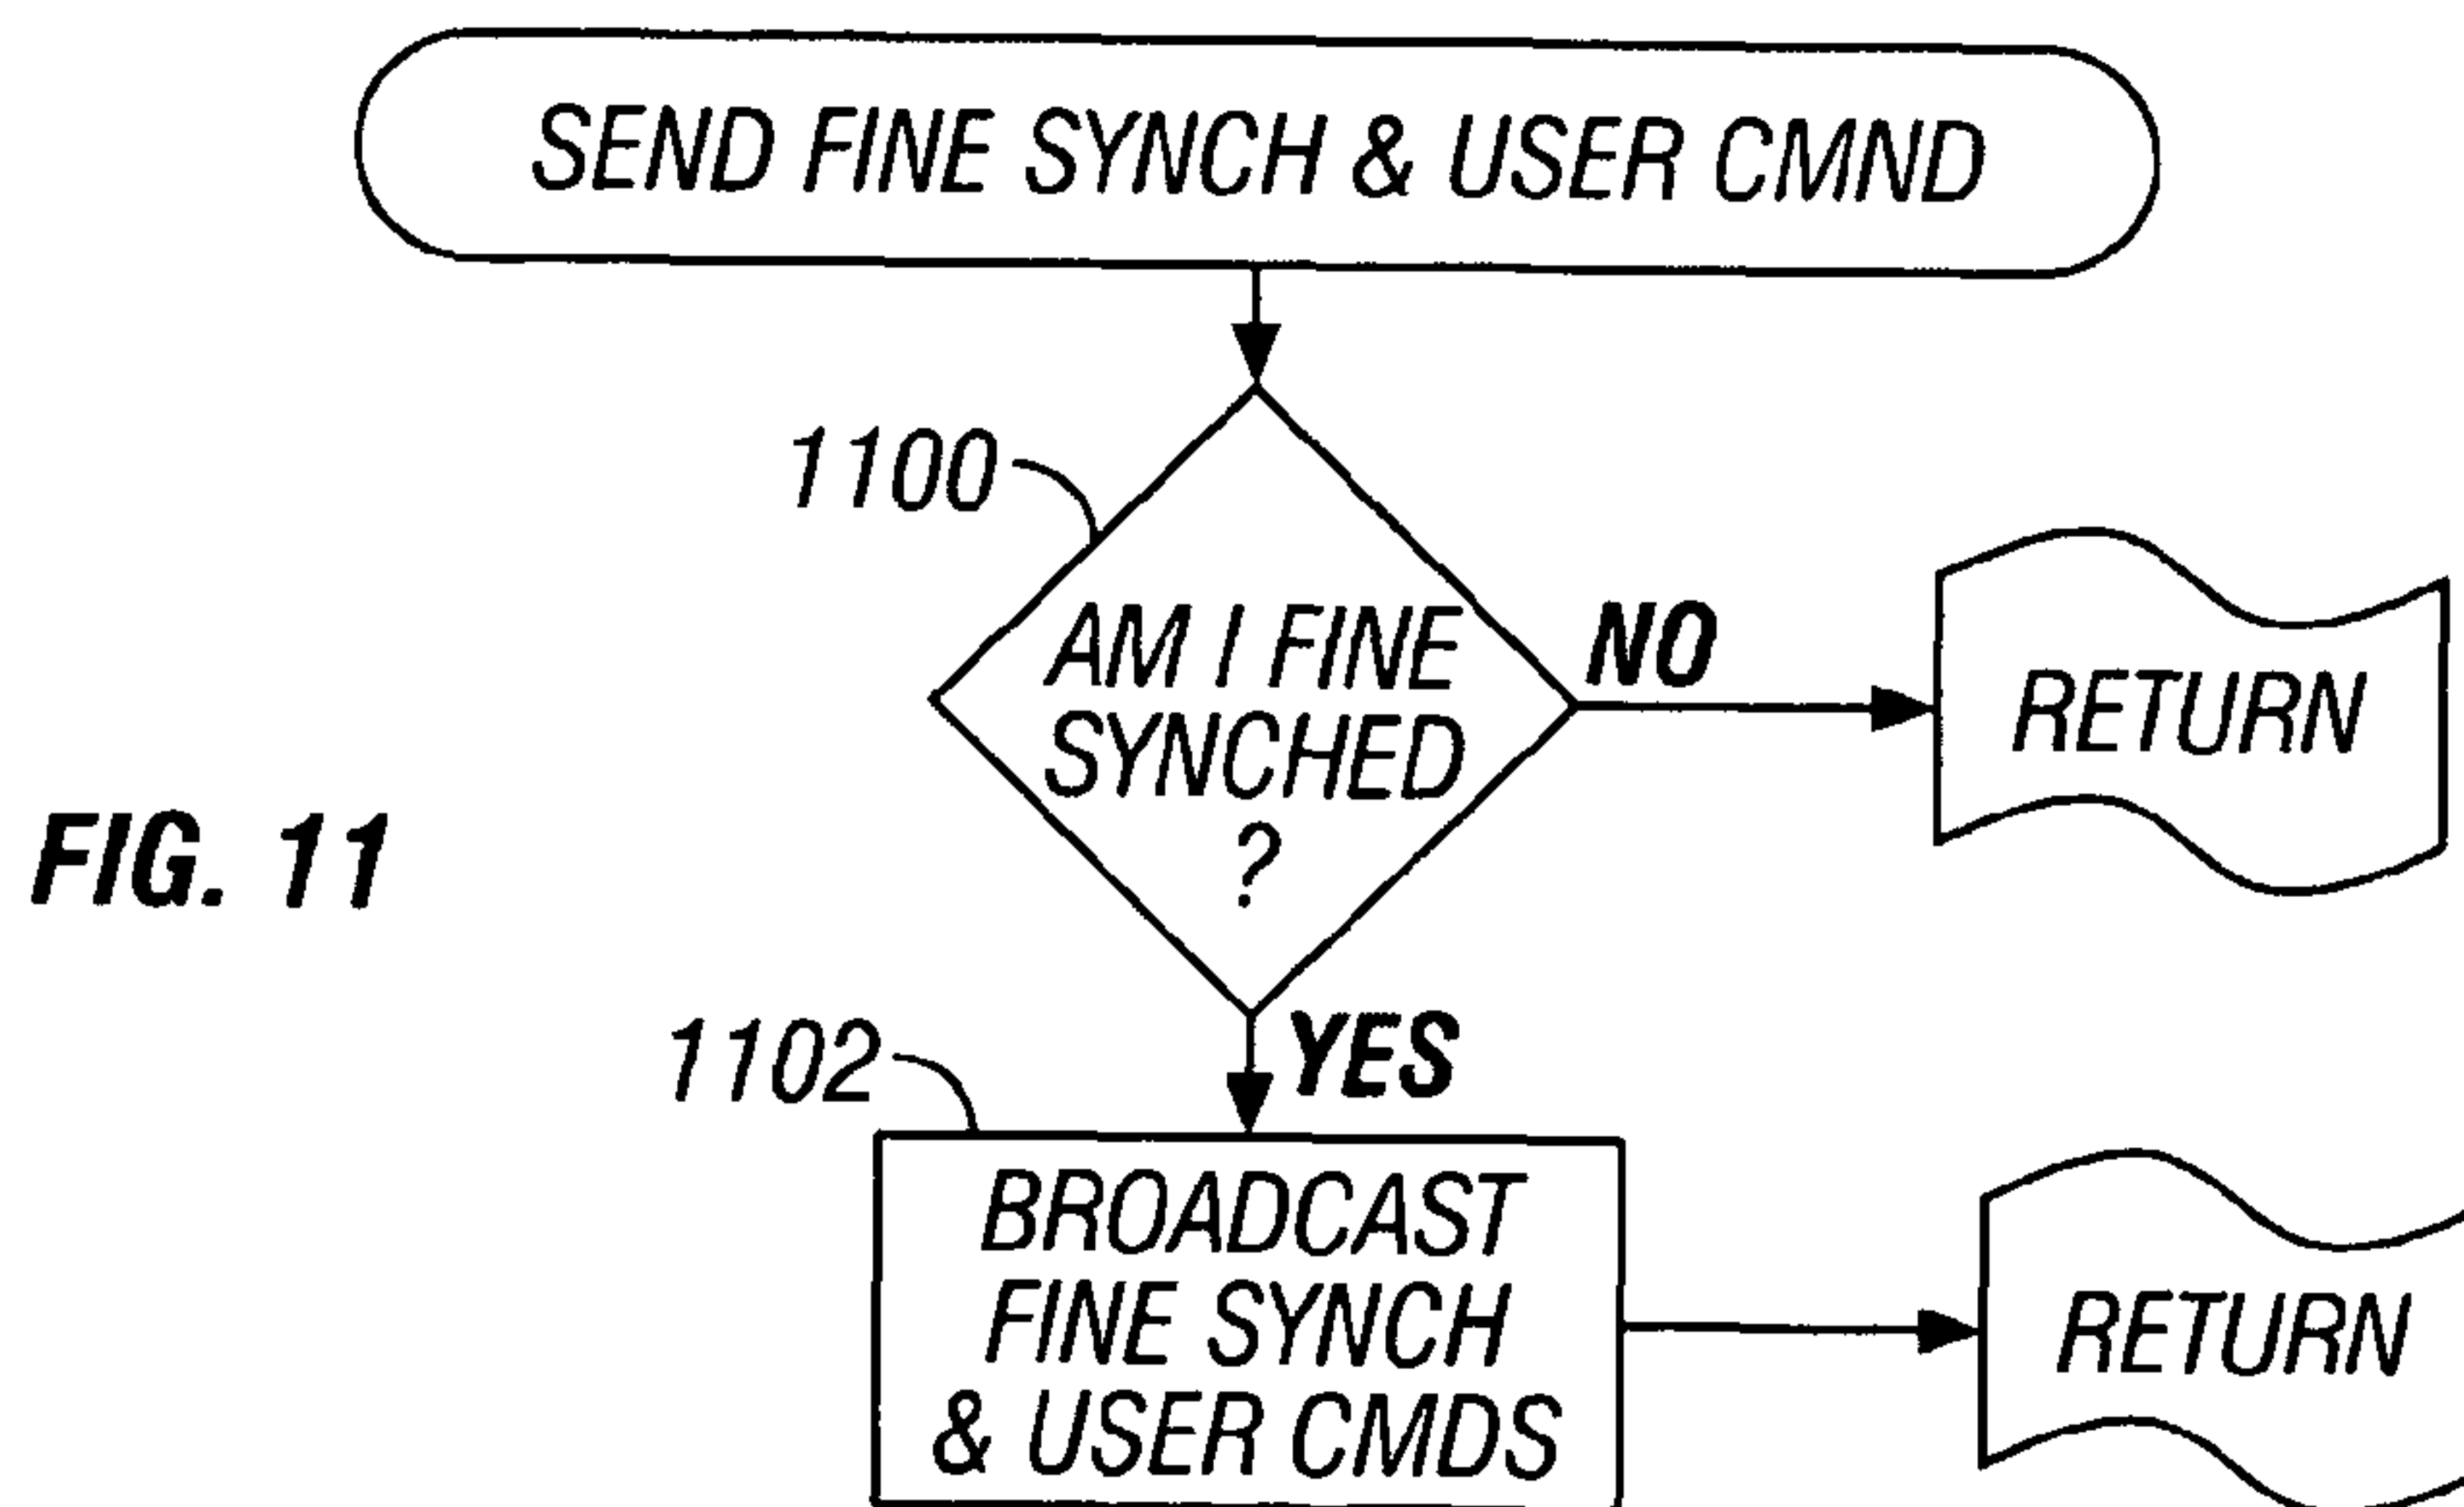 SEND FINE SYNCH & USER CMND
1100
AM I FINE
SYNCHED
?
NO
RETURN
FIG. 11
YES
1102
BROADCAST
FINE SYNCH
& USER CMDS
RETURN